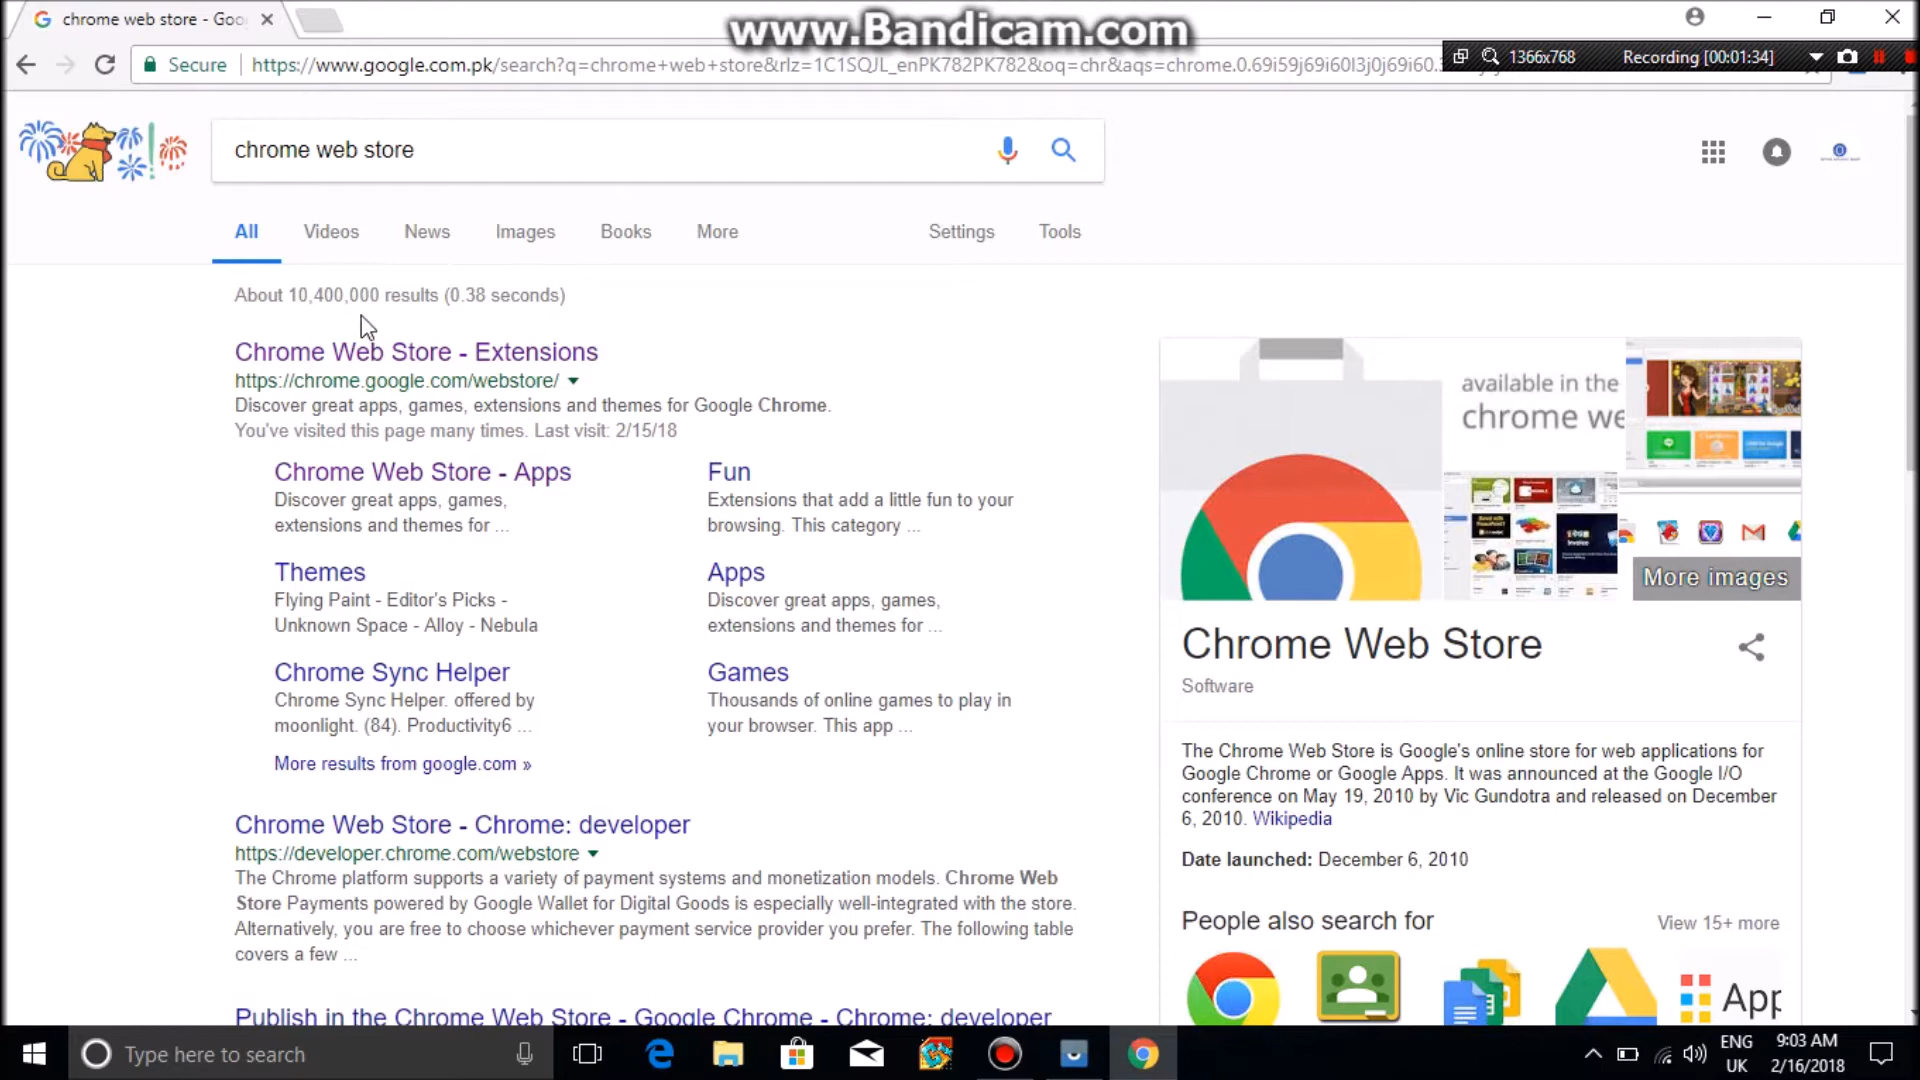 chrome web store - Goo
www.Bandicam.com
1366x768
Recording [00:01:34]
Secure
https://www.google.com.pk/search?q=chrome+web+store&rlz=1C1SQJL_enPK782PK782&oq=chr&aqs=chrome.0.69i59j69i60l3j0j69i60.
chrome web store
All
Videos
News
Images
Books
More
Settings
Tools
About 10,400,000 results (0.38 seconds)
Chrome Web Store - Extensions
https://chrome.google.com/webstore/
Discover great apps, games, extensions and themes for Google Chrome.
You've visited this page many times. Last visit: 2/15/18
Chrome Web Store - Apps
Discover great apps, games,
extensions and themes for ...
Fun
Extensions that add a little fun to your
browsing. This category ...
Themes
Flying Paint - Editor's Picks -
Unknown Space - Alloy - Nebula
Apps
Discover great apps, games,
extensions and themes for ...
Chrome Sync Helper
Chrome Sync Helper. offered by
moonlight. (84). Productivity6 ...
Games
Thousands of online games to play in
your browser. This app ...
More results from google.com »
Chrome Web Store - Chrome: developer
https://developer.chrome.com/webstore
The Chrome platform supports a variety of payment systems and monetization models. Chrome Web
Store Payments powered by Google Wallet for Digital Goods is especially well-integrated with the store.
Alternatively, you are free to choose whichever payment service provider you prefer. The following table
covers a few ...
Publish in the Chrome Web Store - Google Chrome - Chrome: developer
available in the
chrome we
More images
Chrome Web Store
Software
The Chrome Web Store is Google's online store for web applications for
Google Chrome or Google Apps. It was announced at the Google I/O
conference on May 19, 2010 by Vic Gundotra and released on December
6, 2010. Wikipedia
Date launched: December 6, 2010
People also search for
View 15+ more
App
Type here to search
ENG
UK
9:03 AM
2/16/2018